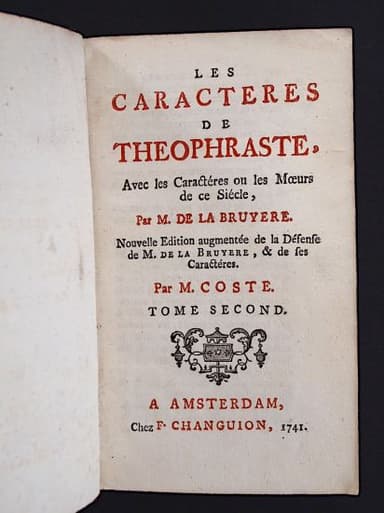 LES
CARACTERES
DE
THEOPHRASTE,
Avec les Caractéres ou les Mœurs
de ce Siécle,
Par M. DE LA BRUYERE.
Nouvelle Edition augmentée de la Défense
de M. DE LA BRUYERE, & de ses
Caractéres.
Par M. COSTE.
TOME SECOND.
A AMSTERDAM,
Chez F. CHANGUION, 1741.